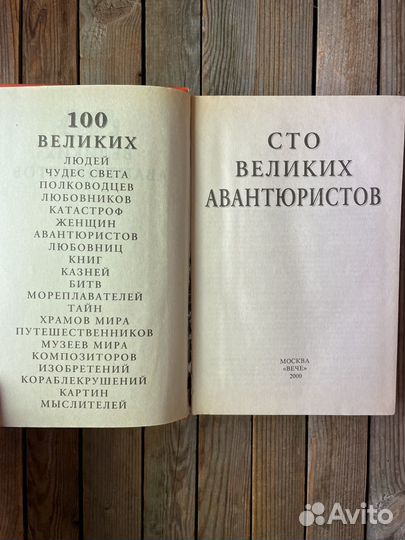 100
ВЕЛИКИХ
ЛЮДЕЙ
ЧУДЕС СВЕТА
ПОЛКОВОДЦЕВ
ЛЮБОВНИКОВ
КАТАСТРОФ
ЖЕНЩИН
АВАНТЮРИСТОВ
ЛЮБОВНИЦ
КНИГ
КАЗНЕЙ
БИТВ
МОРЕПЛАВАТЕЛЕЙ
ТАЙН
ХРАМОВ МИРА
ПУТЕШЕСТВЕННИКОВ
МУЗЕЕВ МИРА
КОМПОЗИТОРОВ
ИЗОБРЕТЕНИЙ
КОРАБЛЕКРУШЕНИЙ
КАРТИН
МЫСЛИТЕЛЕЙ
СТО
ВЕЛИКИХ
АВАНТЮРИСТОВ
МОСКВА
«ВЕЧЕ»
2000
Avito